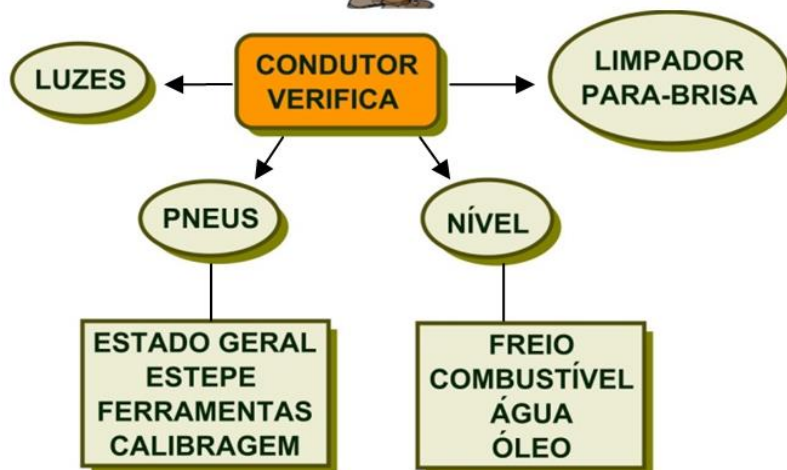 LUZES
CONDUTOR
VERIFICA
LIMPADOR
PARA-BRISA
PNEUS
NÍVEL
ESTADO GERAL
ESTEPE
FERRAMENTAS
CALIBRAGEM
FREIO
COMBUSTÍVEL
ÁGUA
ÓLEO